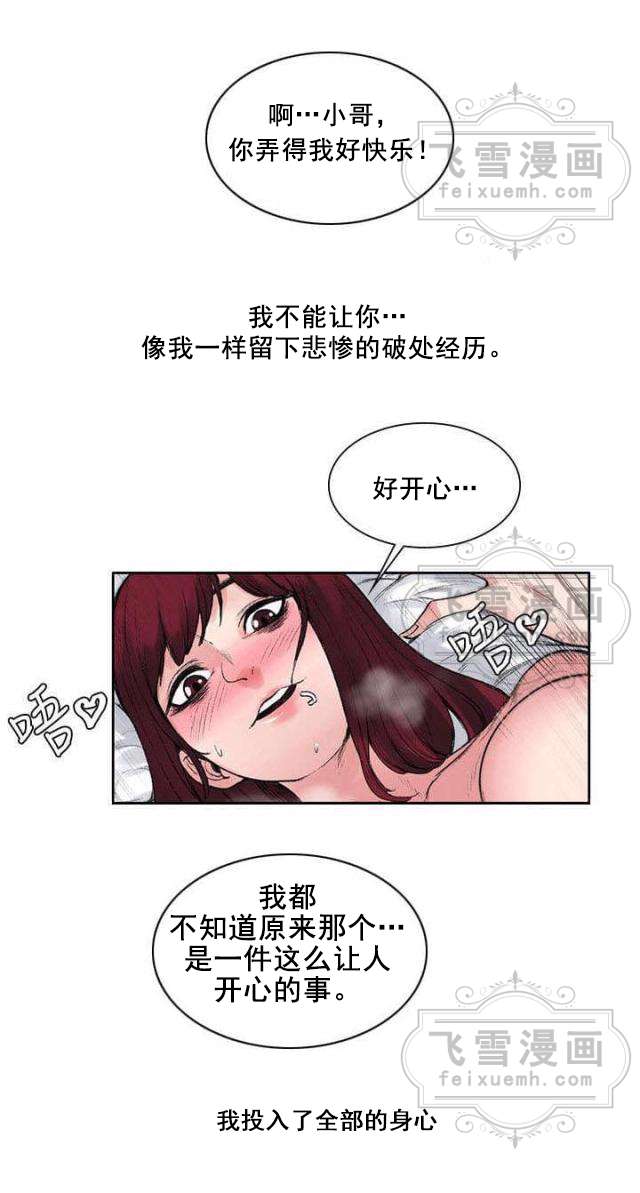 啊…小哥，
你弄得我好快乐！
飞雪漫画
feixuemh.com
我不能让你…
像我一样留下悲惨的破处经历。
好开心…
飞雪漫画
唔♡
唔♡
我都
不知道原来那个…
是一件这么让人
开心的事。
飞雪漫画
feixuemh.com
我投入了全部的身心